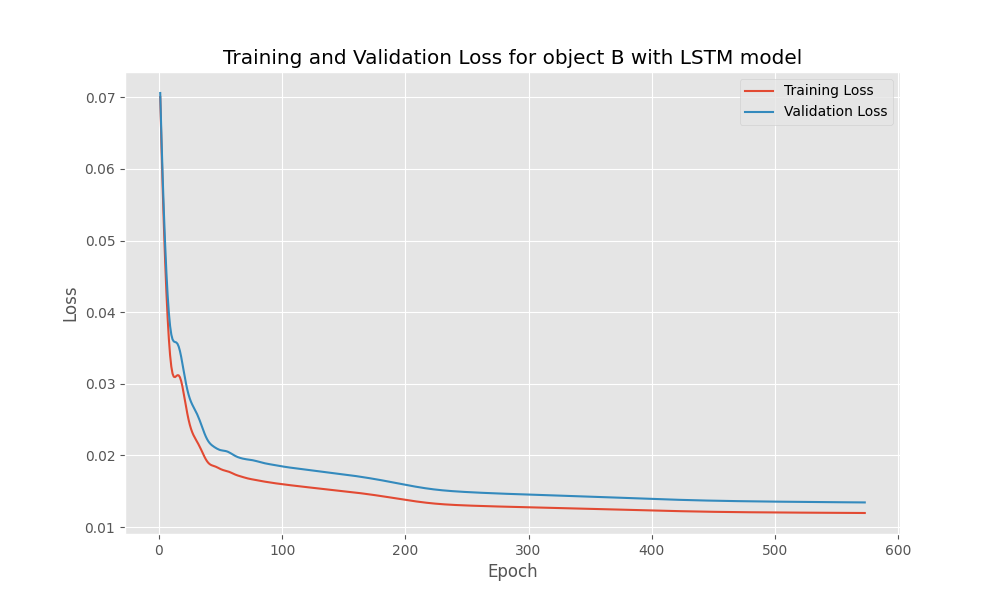 Training and Validation Loss for object B with LSTM model
Training Loss
Validation Loss
0.07
0.06
0.05
0.04
0.03
0.02
0.01
Loss
0 100 200 300 400 500 600
Epoch